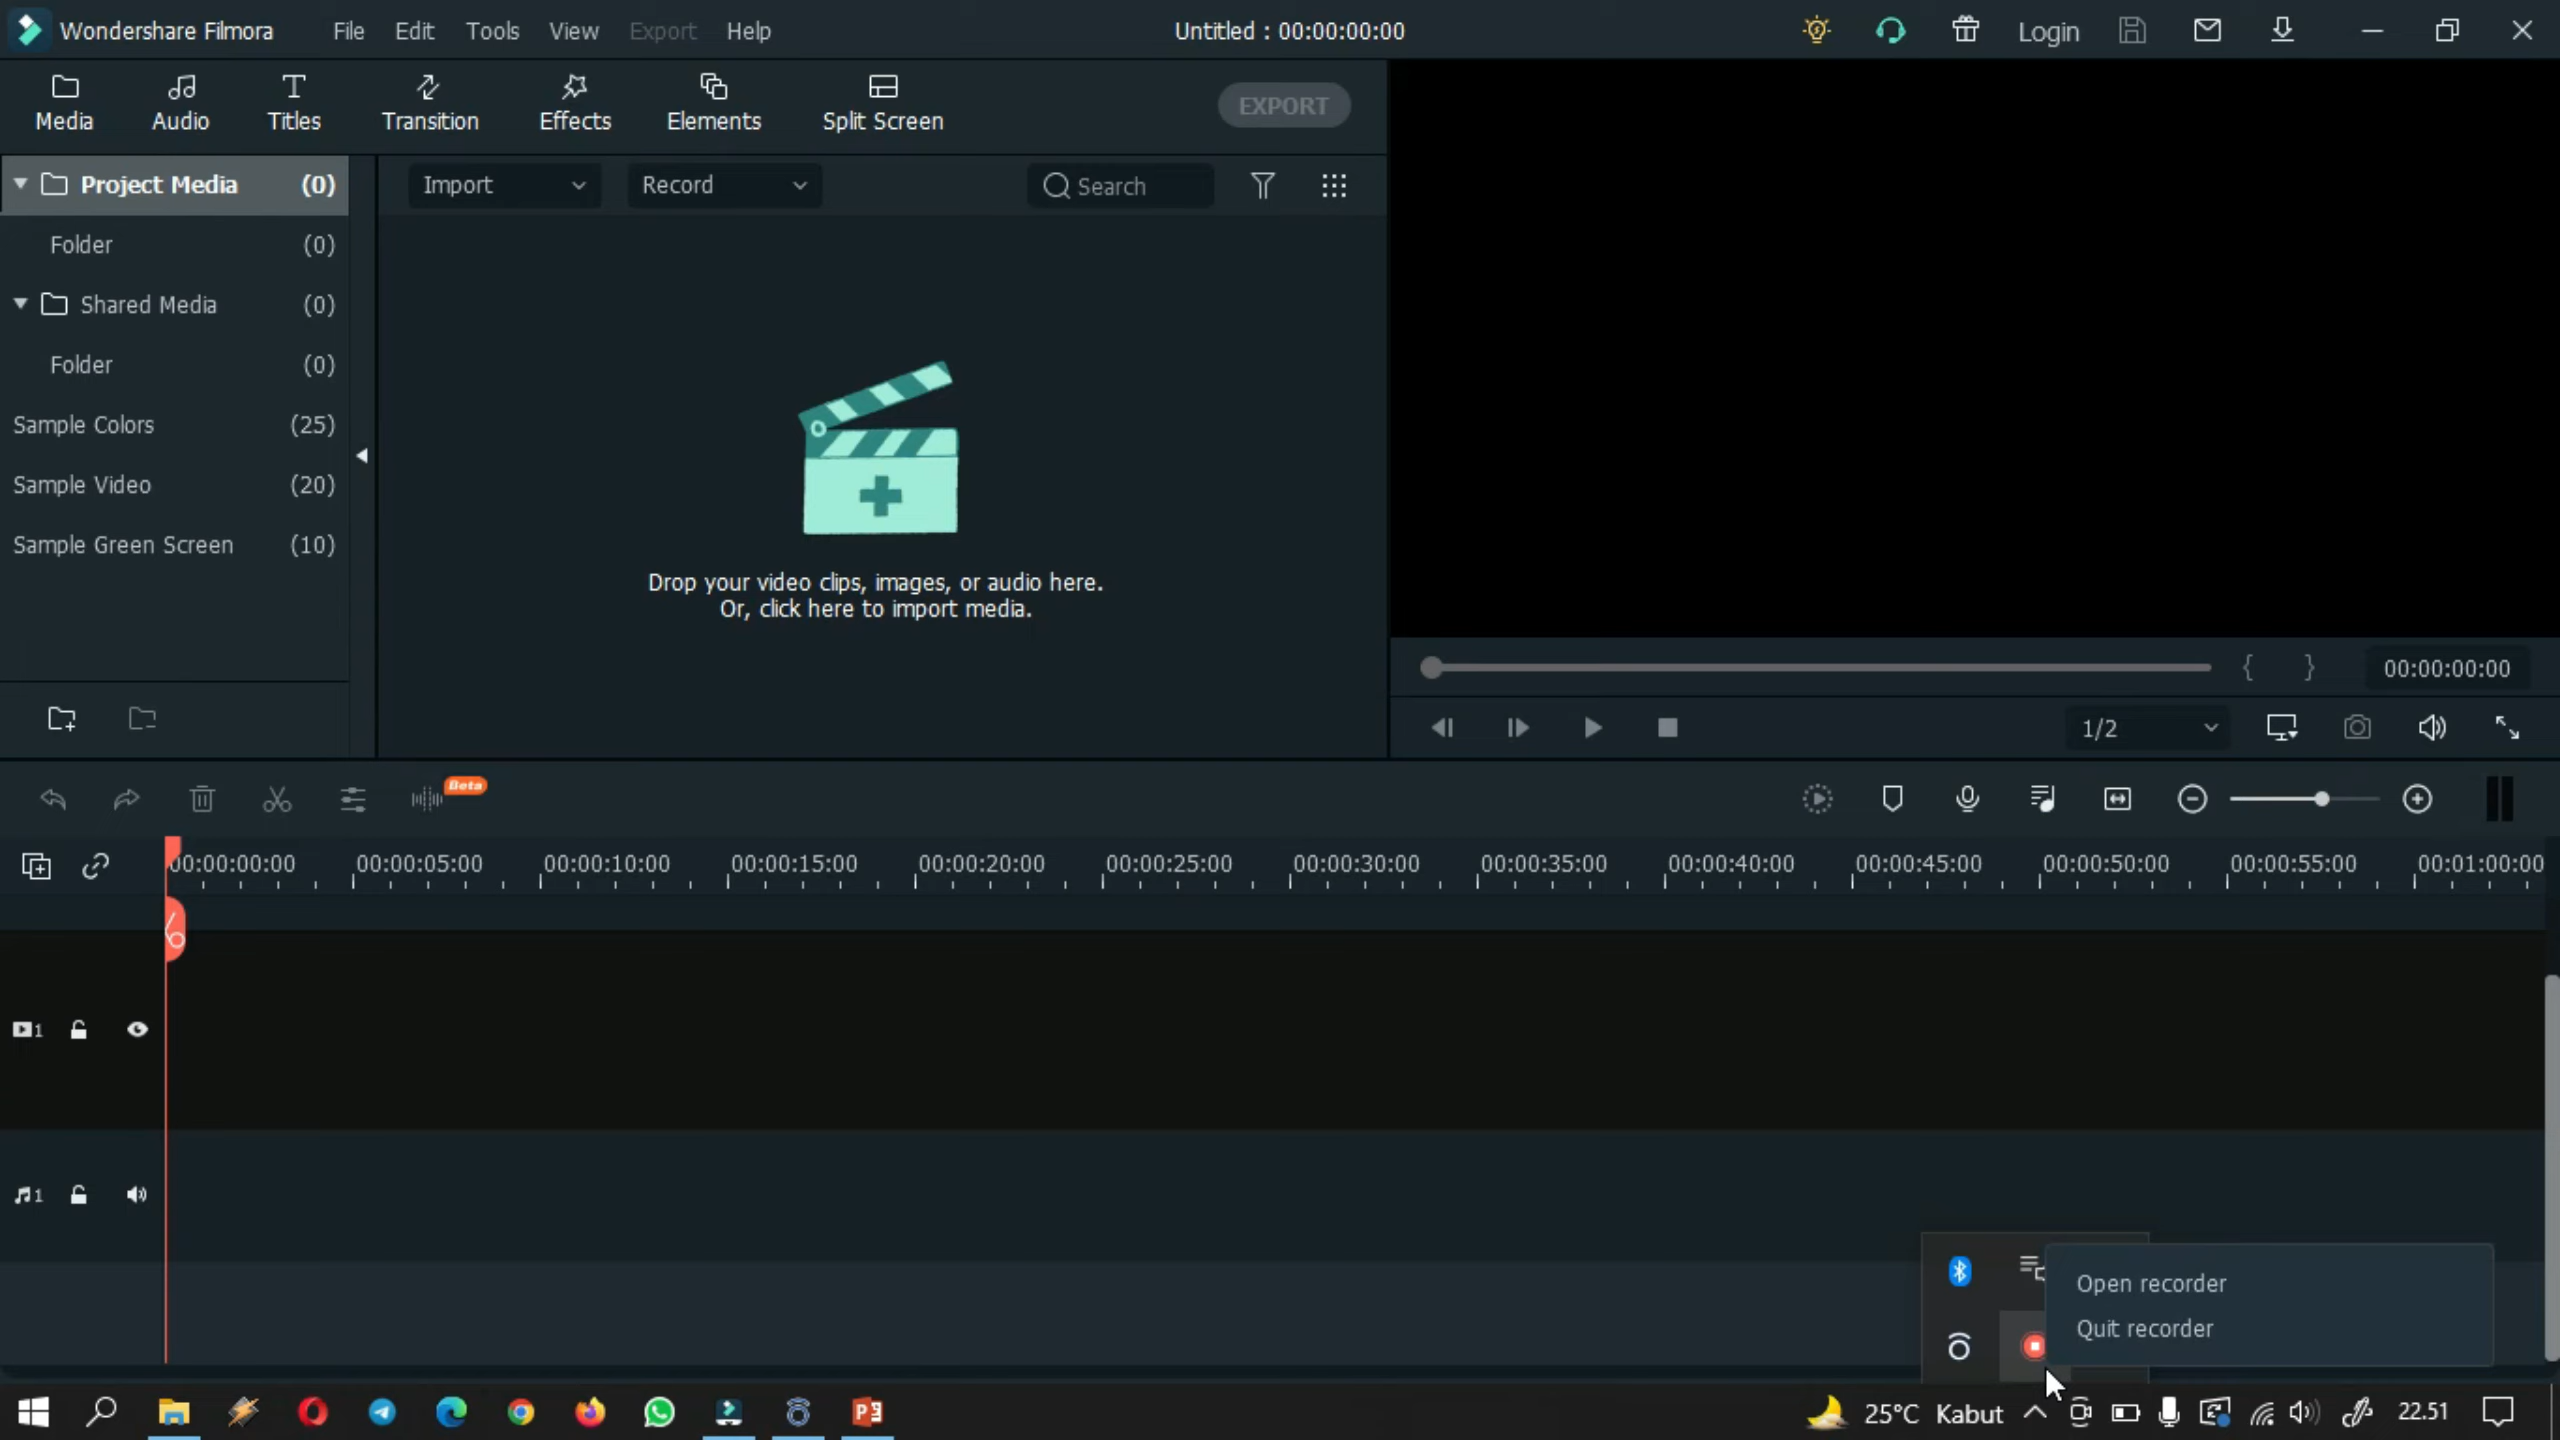 Wondershare Filmora File Edit Tools View Export Help Untitled : 00:00:00:00 Login
Media Audio Titles Transition Effects Elements Split Screen EXPORT
Project Media (0) Import Record Search
Folder (0)
Shared Media (0)
Folder (0)
Sample Colors (25)
Sample Video (20)
Sample Green Screen (10)
Drop your video clips, images, or audio here.
Or, click here to import media.
{ } 00:00:00:00
1/2
Beta
00:00:00:00 00:00:05:00 00:00:10:00 00:00:15:00 00:00:20:00 00:00:25:00 00:00:30:00 00:00:35:00 00:00:40:00 00:00:45:00 00:00:50:00 00:00:55:00 00:01:00:00
1
1
Open recorder
Quit recorder
25°C Kabut 22.51